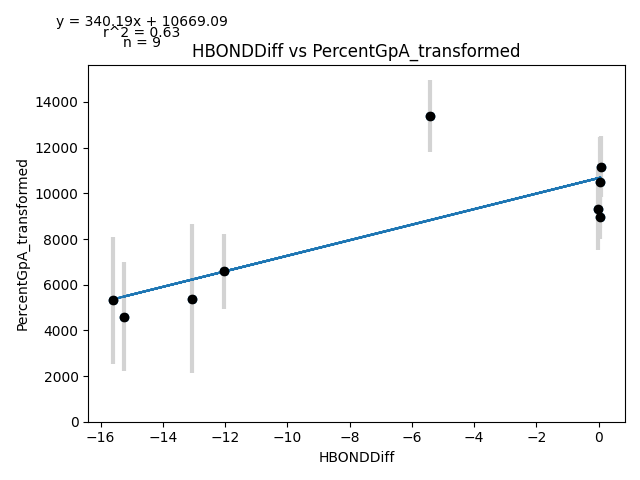 y = 340.19x + 10669.09
r^2 = 0.63
n = 9
HBONDDiff vs PercentGpA_transformed
PercentGpA_transformed
14000
12000
10000
8000
6000
4000
2000
0
−16
−14
−12
−10
−8
−6
−4
−2
0
HBONDDiff